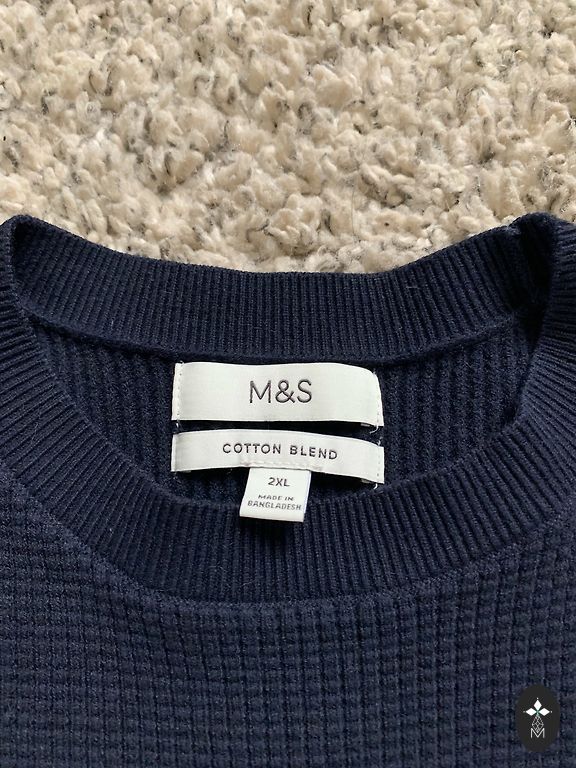 M&S
COTTON BLEND
2XL
MADE IN
BANGLADESH